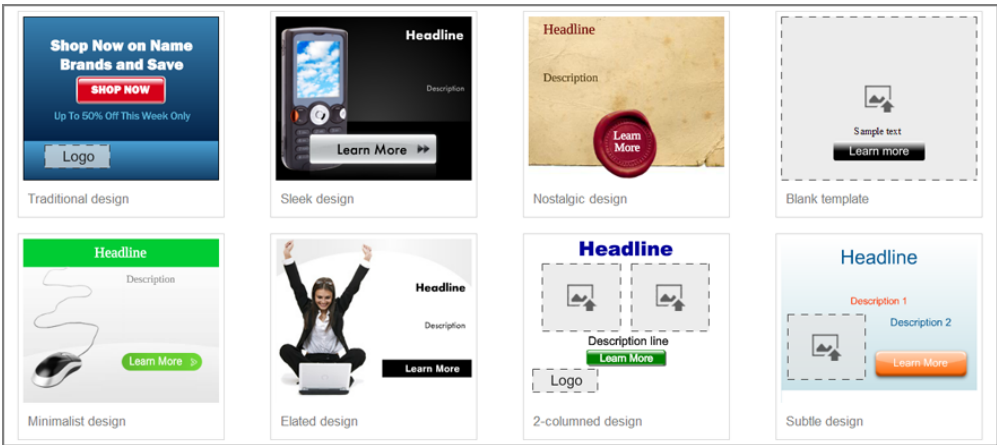 Shop Now on Name
Brands and Save
SHOP NOW
Up To 50% Off This Week Only
Logo
Traditional design
Headline
Description
Learn More
Sleek design
Headline
Description
Learn
More
Nostalgic design
Sample text
Learn more
Blank template
Headline
Description
Learn More
Minimalist design
Headline
Description
Learn More
Elated design
Headline
Description line
Learn More
Logo
2-columned design
Headline
Description 1
Description 2
Learn More
Subtle design